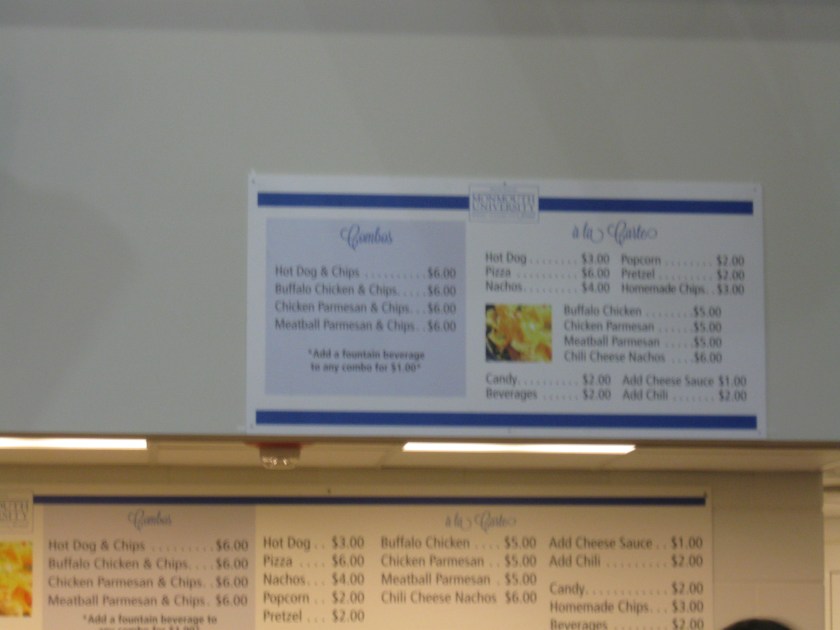 MONMOUTH
UNIVERSITY
Combos
Hot Dog & Chips . . . . . . . . . . $6.00
Buffalo Chicken & Chips. . . . . $6.00
Chicken Parmesan & Chips. . . $6.00
Meatball Parmesan & Chips. . $6.00
*Add a fountain beverage
to any combo for $1.00*
à la Carte
Hot Dog . . . . . . . . $3.00 Popcorn . . . . . . . . $2.00
Pizza . . . . . . . . . . $6.00 Pretzel . . . . . . . . . $2.00
Nachos. . . . . . . . . $4.00 Homemade Chips. . $3.00
Buffalo Chicken . . . . . . . .$5.00
Chicken Parmesan . . . . . .$5.00
Meatball Parmesan . . . . .$5.00
Chili Cheese Nachos . . . .$6.00
Candy. . . . . . . . . . $2.00 Add Cheese Sauce $1.00
Beverages . . . . . . $2.00 Add Chili . . . . . . . $2.00
Combos
Hot Dog & Chips . . . . . . . . . $6.00
Buffalo Chicken & Chips. . . . $6.00
Chicken Parmesan & Chips . . $6.00
Meatball Parmesan & Chips. . $6.00
*Add a fountain beverage to
any combo for $1.00*
à la Carte
Hot Dog . . $3.00 Buffalo Chicken . . . . $5.00 Add Cheese Sauce . . $1.00
Pizza . . . . $6.00 Chicken Parmesan . . $5.00 Add Chili . . . . . . . . . $2.00
Nachos. . . $4.00 Meatball Parmesan . $5.00
Popcorn . . $2.00 Chili Cheese Nachos $6.00 Candy. . . . . . . . . . . . $2.00
Pretzel . . . $2.00 Homemade Chips. . . $3.00
Beverages . . . . . . . . $2.00